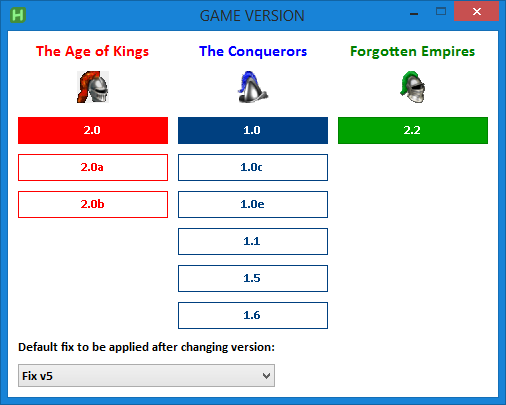 H
GAME VERSION
The Age of Kings
The Conquerors
Forgotten Empires
2.0
1.0
2.2
2.0a
1.0c
2.0b
1.0e
1.1
1.5
1.6
Default fix to be applied after changing version:
Fix v5